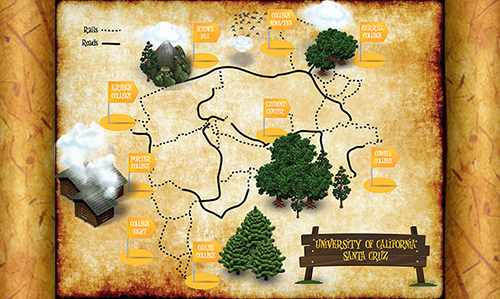 Rails
Roads
SCIENCE
HILL
COLLEGE
NINE/TEN
MERRILL
COLLEGE
KRESGE
COLLEGE
STUDENT
CENTER
PORTER
COLLEGE
COWELL
COLLEGE
COLLEGE
EIGHT
OAKES
COLLEGE
UNIVERSITY OF CALIFORNIA
SANTA CRUZ